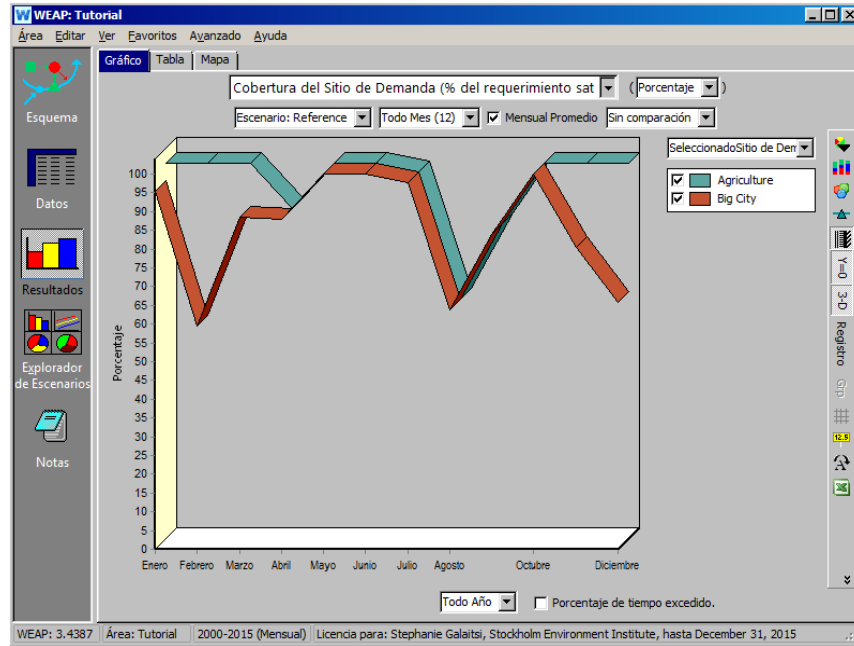 WEAP: Tutorial
Área Editar Ver Favoritos Avanzado Ayuda
Gráfico Tabla Mapa
Cobertura del Sitio de Demanda (% del requerimiento sat
( Porcentaje )
Escenario: Reference
Todo Mes (12)
Mensual Promedio
Sin comparación
SeleccionadoSitio de Dem
Agriculture
Big City
Esquema
Datos
Resultados
Explorador
de Escenarios
Notas
Porcentaje
100
95
90
85
80
75
70
65
60
55
50
45
40
35
30
25
20
15
10
5
0
Enero Febrero Marzo Abril Mayo Junio Julio Agosto Octubre Diciembre
Y=0
3-D
Registro
Grp
12.5
A
Todo Año
Porcentaje de tiempo excedido.
WEAP: 3.4387 Área: Tutorial 2000-2015 (Mensual) Licencia para: Stephanie Galaitsi, Stockholm Environment Institute, hasta December 31, 2015